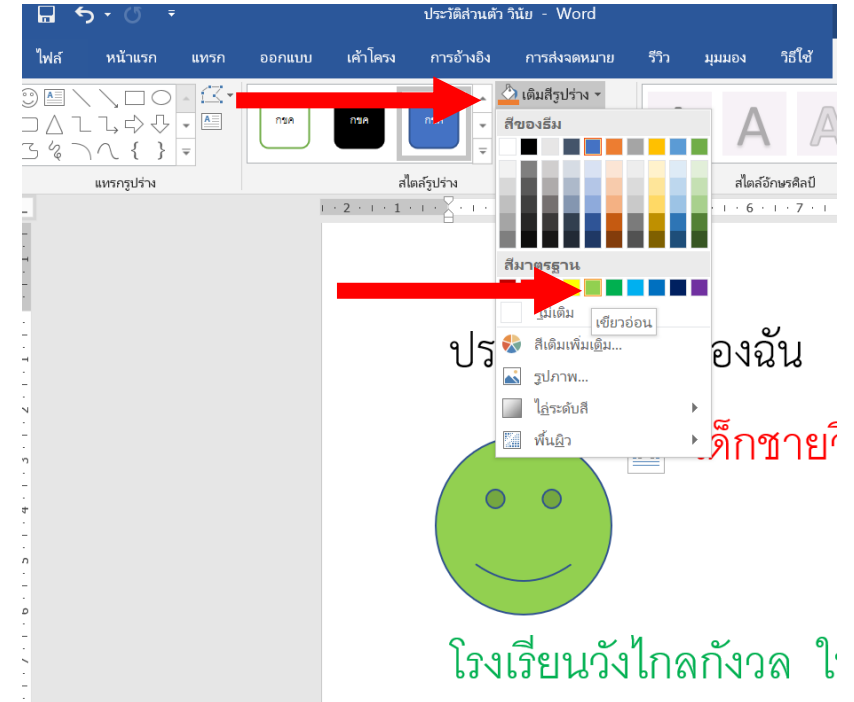 ประวัติส่วนตัว วินัย - Word
ไฟล์ หน้าแรก แทรก ออกแบบ เค้าโครง การอ้างอิง การส่งจดหมาย รีวิว มุมมอง วิธีใช้
เติมสีรูปร่าง
กขค กขค กขค
สีของธีม
แทรกรูปร่าง สไตล์รูปร่าง สไตล์อักษรศิลป์
2 1 6 7
สีมาตรฐาน
ไม่เติม
เขียวอ่อน
สีเติมเพิ่มเติม...
รูปภาพ...
ไล่ระดับสี
พื้นผิว
ของฉัน
เด็กชาย
โรงเรียนวังไกลกังวล